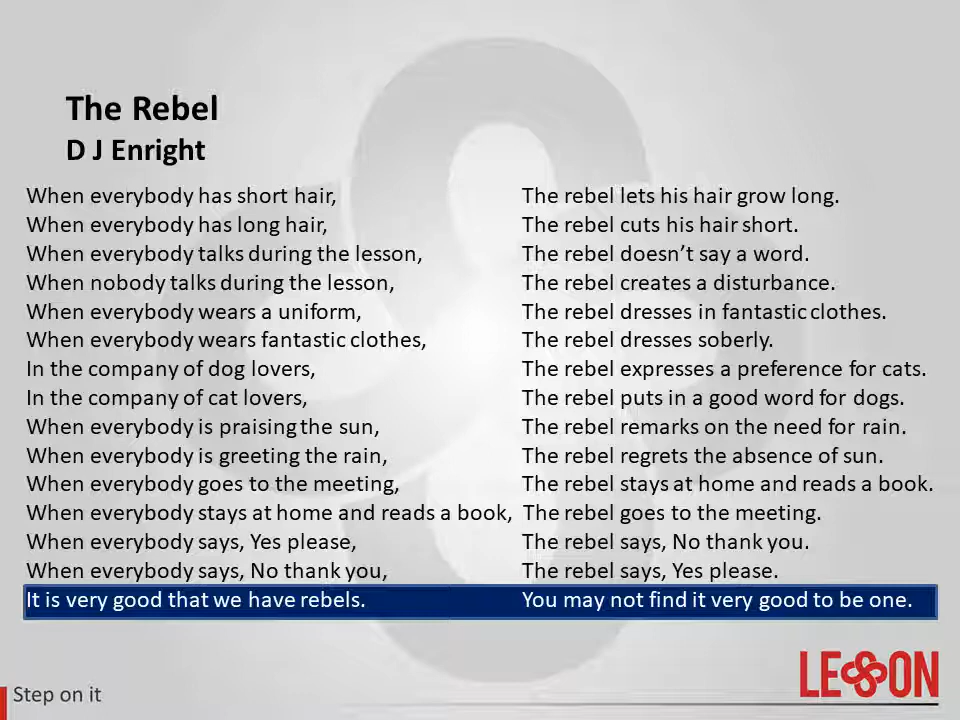 The Rebel
D J Enright
When everybody has short hair, The rebel lets his hair grow long.
When everybody has long hair, The rebel cuts his hair short.
When everybody talks during the lesson, The rebel doesn’t say a word.
When nobody talks during the lesson, The rebel creates a disturbance.
When everybody wears a uniform, The rebel dresses in fantastic clothes.
When everybody wears fantastic clothes, The rebel dresses soberly.
In the company of dog lovers, The rebel expresses a preference for cats.
In the company of cat lovers, The rebel puts in a good word for dogs.
When everybody is praising the sun, The rebel remarks on the need for rain.
When everybody is greeting the rain, The rebel regrets the absence of sun.
When everybody goes to the meeting, The rebel stays at home and reads a book.
When everybody stays at home and reads a book, The rebel goes to the meeting.
When everybody says, Yes please, The rebel says, No thank you.
When everybody says, No thank you, The rebel says, Yes please.
It is very good that we have rebels. You may not find it very good to be one.
Step on it
LESSON